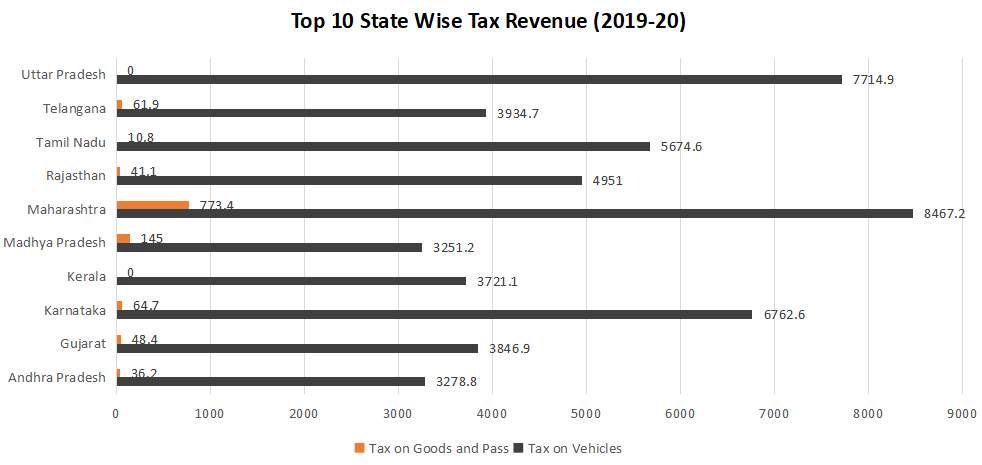 Top 10 State Wise Tax Revenue (2019-20)
Uttar Pradesh 0 7714.9
Telangana 61.9 3934.7
Tamil Nadu 10.8 5674.6
Rajasthan 41.1 4951
Maharashtra 773.4 8467.2
Madhya Pradesh 145 3251.2
Kerala 0 3721.1
Karnataka 64.7 6762.6
Gujarat 48.4 3846.9
Andhra Pradesh 36.2 3278.8
0 1000 2000 3000 4000 5000 6000 7000 8000 9000
Tax on Goods and Pass Tax on Vehicles